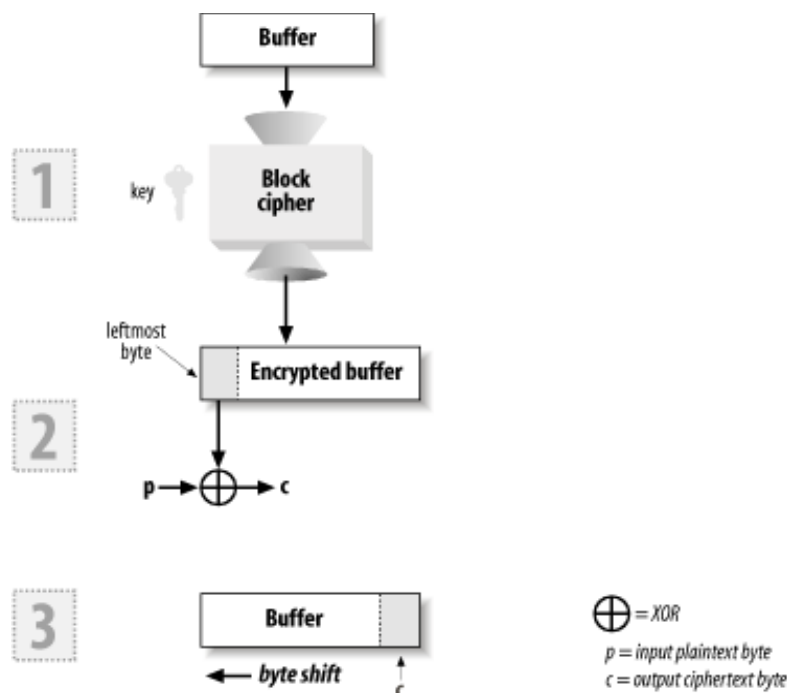 Buffer
1
key
Block
cipher
leftmost
byte
Encrypted buffer
2
p
c
3
Buffer
= XOR
byte shift
p = input plaintext byte
c
c = output ciphertext byte